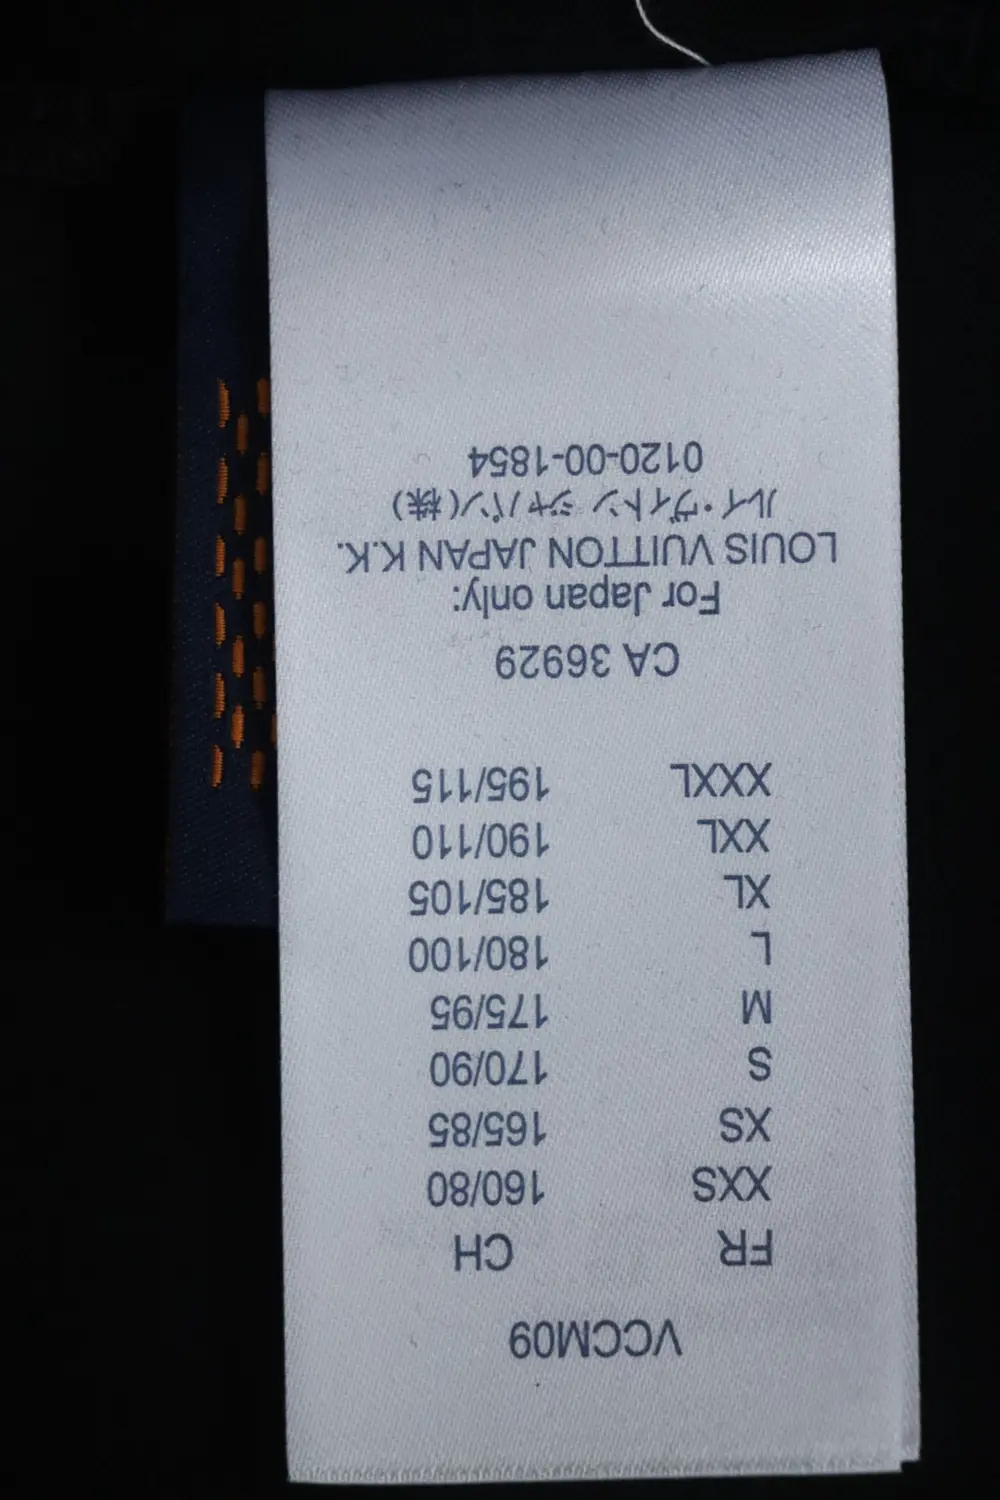 VCCM09
FR CH
XXS 160/80
XS 165/85
S 170/90
M 175/95
L 180/100
XL 185/105
XXL 190/110
XXXL 195/115
CA 36929
For Japan only:
LOUIS VUITTON JAPAN K.K.
ルイ・ヴィトン ジャパン(株)
0120-00-1854